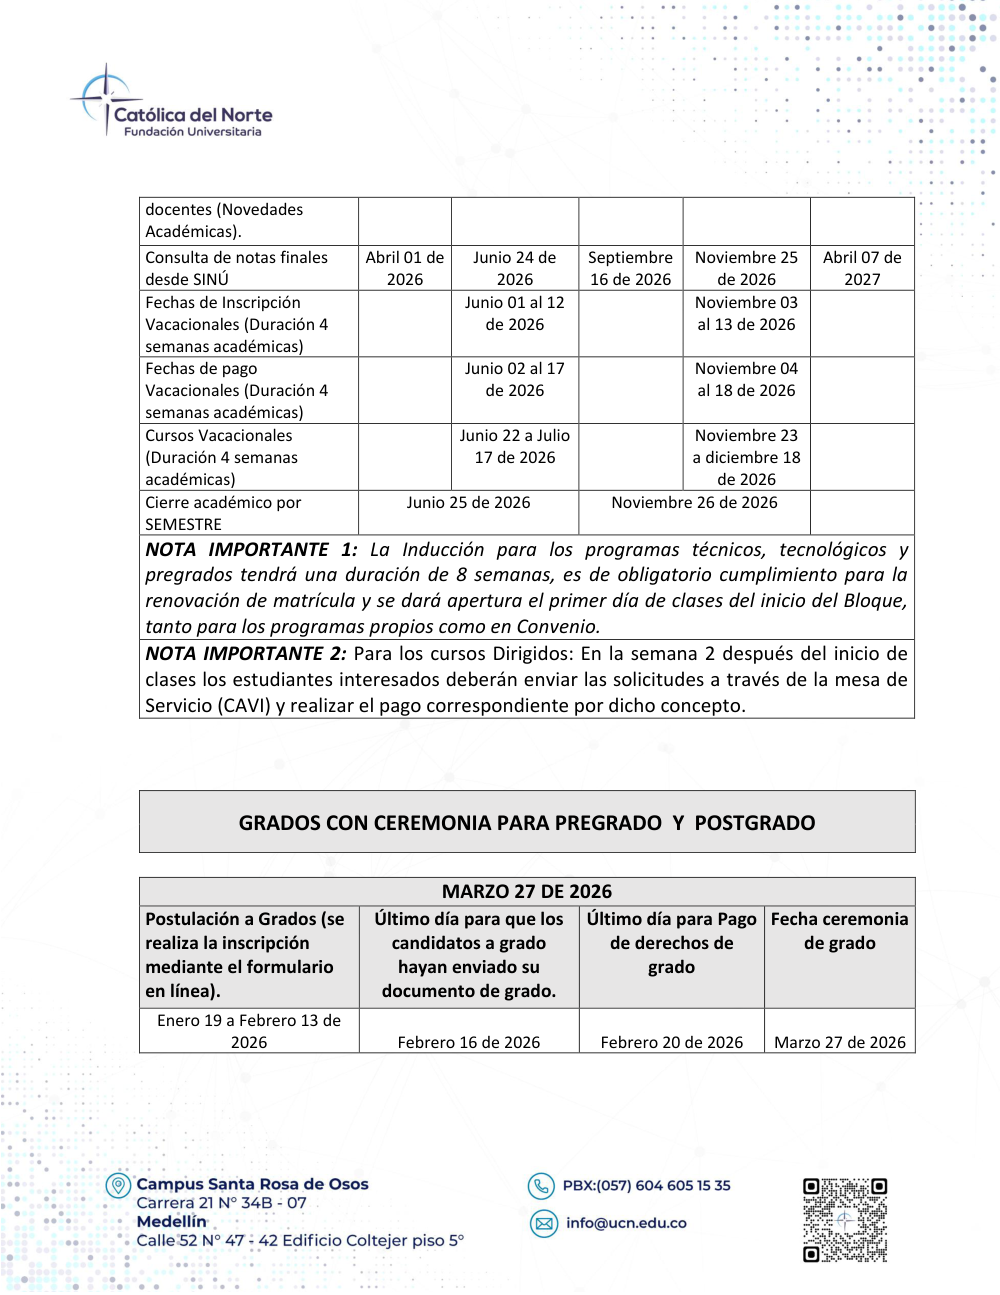 Católica del Norte
Fundación Universitaria
docentes (Novedades
Académicas).
Consulta de notas finales
desde SINÚ
Abril 01 de
2026
Junio 24 de
2026
Septiembre
16 de 2026
Noviembre 25
de 2026
Abril 07 de
2027
Fechas de Inscripción
Vacacionales (Duración 4
semanas académicas)
Junio 01 al 12
de 2026
Noviembre 03
al 13 de 2026
Fechas de pago
Vacacionales (Duración 4
semanas académicas)
Junio 02 al 17
de 2026
Noviembre 04
al 18 de 2026
Cursos Vacacionales
(Duración 4 semanas
académicas)
Junio 22 a Julio
17 de 2026
Noviembre 23
a diciembre 18
de 2026
Cierre académico por
SEMESTRE
Junio 25 de 2026
Noviembre 26 de 2026
NOTA IMPORTANTE 1: La Inducción para los programas técnicos, tecnológicos y
pregrados tendrá una duración de 8 semanas, es de obligatorio cumplimiento para la
renovación de matrícula y se dará apertura el primer día de clases del inicio del Bloque,
tanto para los programas propios como en Convenio.
NOTA IMPORTANTE 2: Para los cursos Dirigidos: En la semana 2 después del inicio de
clases los estudiantes interesados deberán enviar las solicitudes a través de la mesa de
Servicio (CAVI) y realizar el pago correspondiente por dicho concepto.
GRADOS CON CEREMONIA PARA PREGRADO Y POSTGRADO
MARZO 27 DE 2026
Postulación a Grados (se
realiza la inscripción
mediante el formulario
en línea).
Último día para que los
candidatos a grado
hayan enviado su
documento de grado.
Último día para Pago
de derechos de
grado
Fecha ceremonia
de grado
Enero 19 a Febrero 13 de
2026
Febrero 16 de 2026
Febrero 20 de 2026
Marzo 27 de 2026
Campus Santa Rosa de Osos
Carrera 21 N° 34B - 07
Medellín
Calle 52 N° 47 - 42 Edificio Coltejer piso 5°
PBX:(057) 604 605 15 35
info@ucn.edu.co